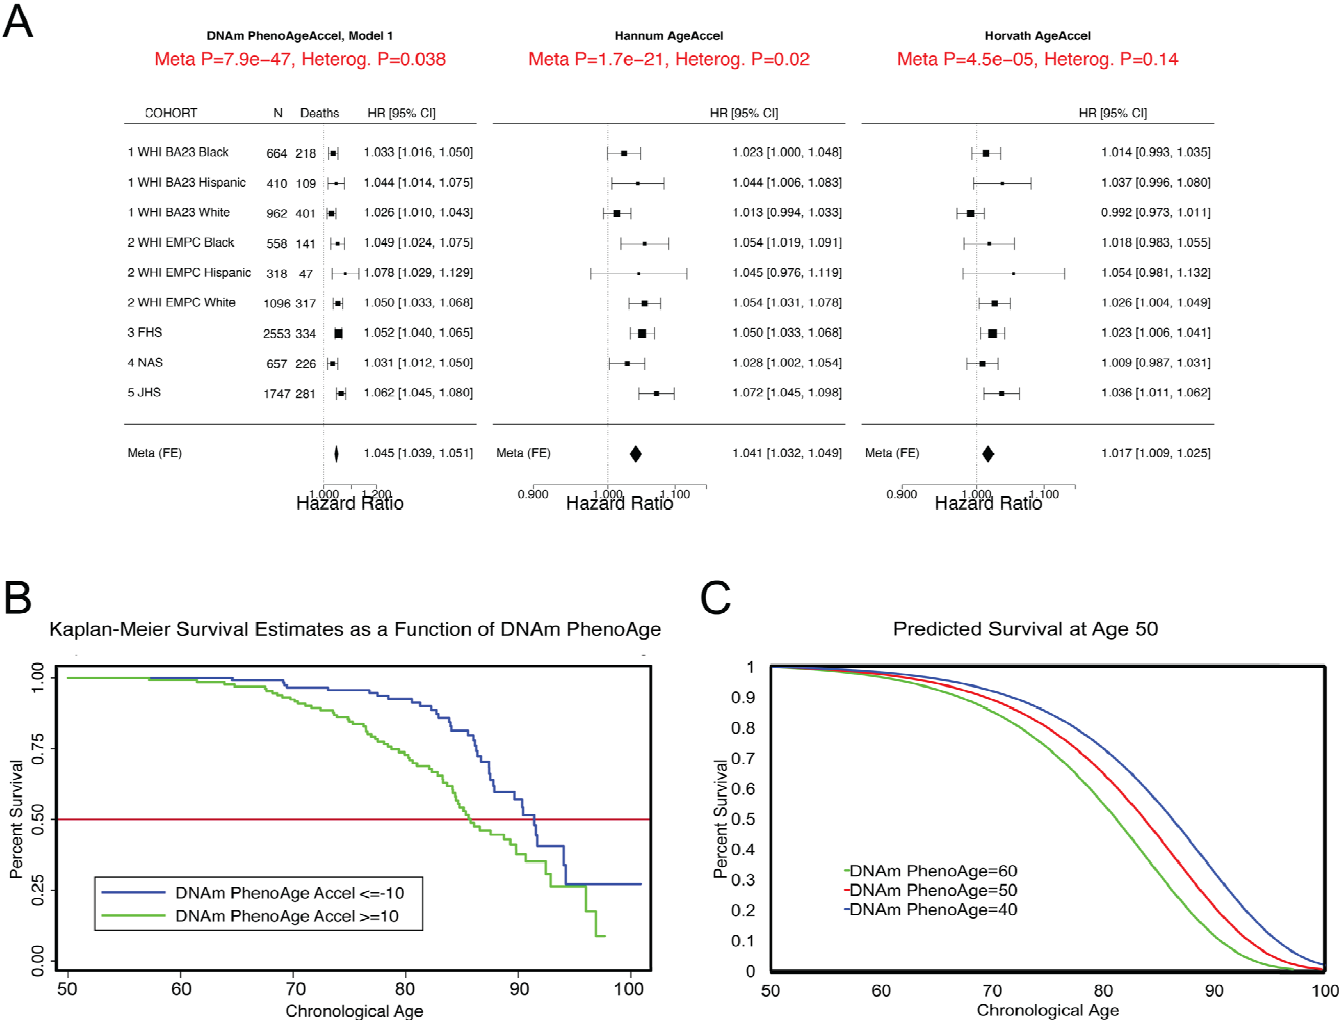 A
DNAm PhenoAgeAccel, Model 1
Meta P=7.9e−47, Heterog. P=0.038
COHORT N Deaths HR [95% CI]
1 WHI BA23 Black 664 218 1.033 [1.016, 1.050]
1 WHI BA23 Hispanic 410 109 1.044 [1.014, 1.075]
1 WHI BA23 White 962 401 1.026 [1.010, 1.043]
2 WHI EMPC Black 558 141 1.049 [1.024, 1.075]
2 WHI EMPC Hispanic 318 47 1.078 [1.029, 1.129]
2 WHI EMPC White 1096 317 1.050 [1.033, 1.068]
3 FHS 2553 334 1.052 [1.040, 1.065]
4 NAS 657 226 1.031 [1.012, 1.050]
5 JHS 1747 281 1.062 [1.045, 1.080]
Meta (FE) 1.045 [1.039, 1.051]
1.000 1.200
Hazard Ratio
Hannum AgeAccel
Meta P=1.7e−21, Heterog. P=0.02
HR [95% CI]
1.023 [1.000, 1.048]
1.044 [1.006, 1.083]
1.013 [0.994, 1.033]
1.054 [1.019, 1.091]
1.045 [0.976, 1.119]
1.054 [1.031, 1.078]
1.050 [1.033, 1.068]
1.028 [1.002, 1.054]
1.072 [1.045, 1.098]
Meta (FE) 1.041 [1.032, 1.049]
0.900 1.000 1.100
Hazard Ratio
Horvath AgeAccel
Meta P=4.5e−05, Heterog. P=0.14
HR [95% CI]
1.014 [0.993, 1.035]
1.037 [0.996, 1.080]
0.992 [0.973, 1.011]
1.018 [0.983, 1.055]
1.054 [0.981, 1.132]
1.026 [1.004, 1.049]
1.023 [1.006, 1.041]
1.009 [0.987, 1.031]
1.036 [1.011, 1.062]
Meta (FE) 1.017 [1.009, 1.025]
0.900 1.000 1.100
Hazard Ratio
B
Kaplan-Meier Survival Estimates as a Function of DNAm PhenoAge
Percent Survival
1.00
0.75
0.50
0.25
0.00
DNAm PhenoAge Accel <=-10
DNAm PhenoAge Accel >=10
50 60 70 80 90 100
Chronological Age
C
Predicted Survival at Age 50
Percent Survival
1
0.9
0.8
0.7
0.6
0.5
0.4
0.3
0.2
0.1
0
DNAm PhenoAge=60
DNAm PhenoAge=50
DNAm PhenoAge=40
50 60 70 80 90 100
Chronological Age